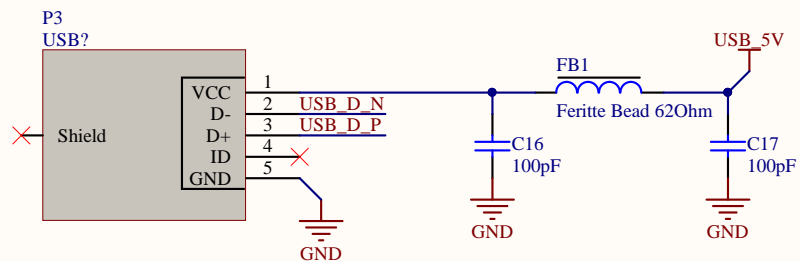 P3
USB?
Shield
VCC 1
D- 2 USB_D_N
D+ 3 USB_D_P
ID 4
GND 5
GND
C16
100pF
GND
FB1
Feritte Bead 62Ohm
USB_5V
C17
100pF
GND